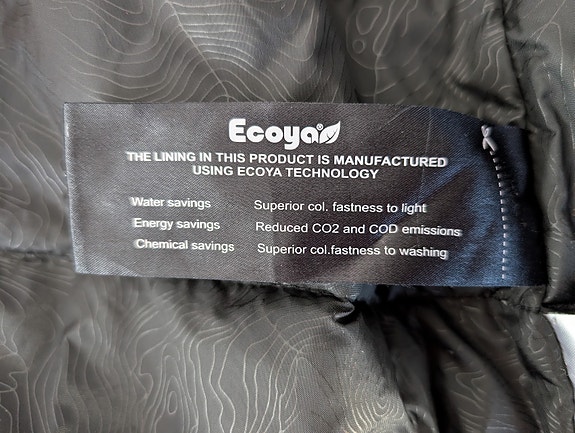 Ecoya®
THE LINING IN THIS PRODUCT IS MANUFACTURED
USING ECOYA TECHNOLOGY
Water savings Superior col. fastness to light
Energy savings Reduced CO2 and COD emissions
Chemical savings Superior col.fastness to washing